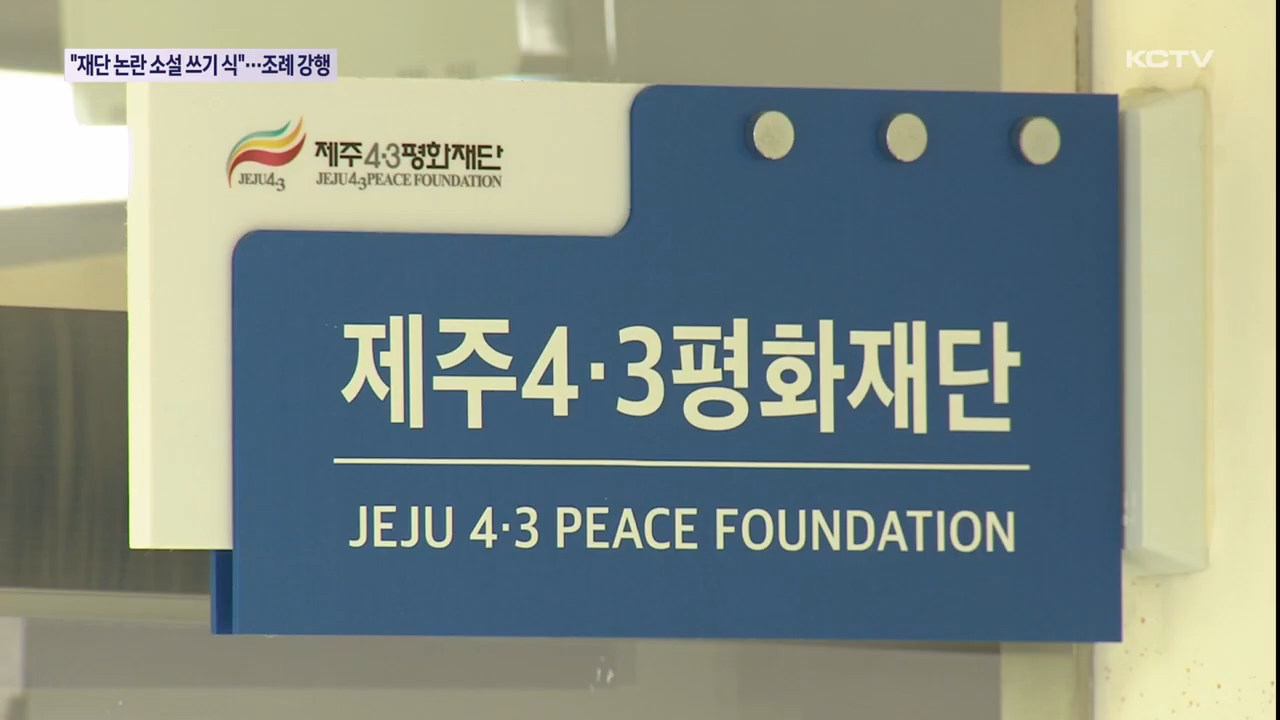 "재단 논란 소설 쓰기 식"…조례 강행
KCTV
JEJU4·3
제주4·3평화재단
JEJU4·3PEACE FOUNDATION
제주4·3평화재단
JEJU 4·3 PEACE FOUNDATION